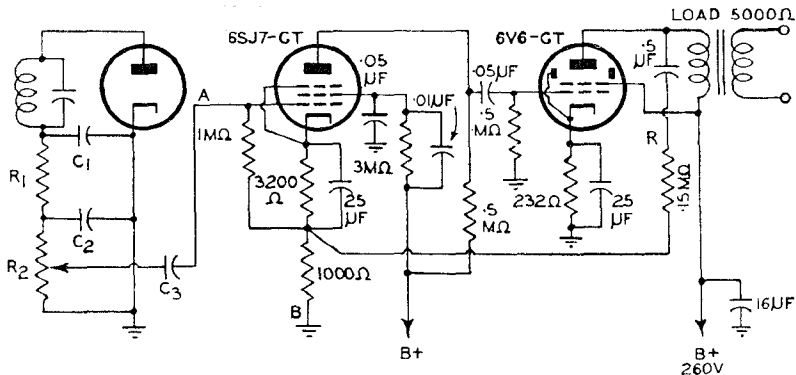 LOAD 5000Ω
6SJ7-GT
6V6-GT
.05
µF
.5
µF
A
.05µF
.01µF
.5
MΩ
C1
1MΩ
3MΩ
R
R1
3200
Ω
25
µF
232Ω
25
µF
.15MΩ
C2
.5
MΩ
R2
C3
1000Ω
B
16µF
B+
B+
260V